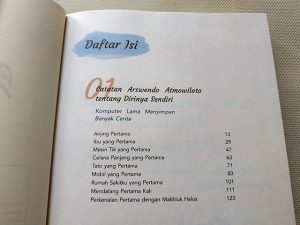 Daftar Isi
01
Catatan Arswendo Atmowiloto
tentang Dirinya Sendiri
Komputer Lama Menyimpan
Banyak Cerita
Anjing Pertama 13
Ibu yang Pertama 29
Mesin Tik yang Pertama 47
Celana Panjang yang Pertama 63
Tato yang Pertama 71
Mobil yang Pertama 83
Rumah Sakitku yang Pertama 101
Mendalang Pertama Kali 111
Perkenalan Pertama dengan Makhluk Halus 123